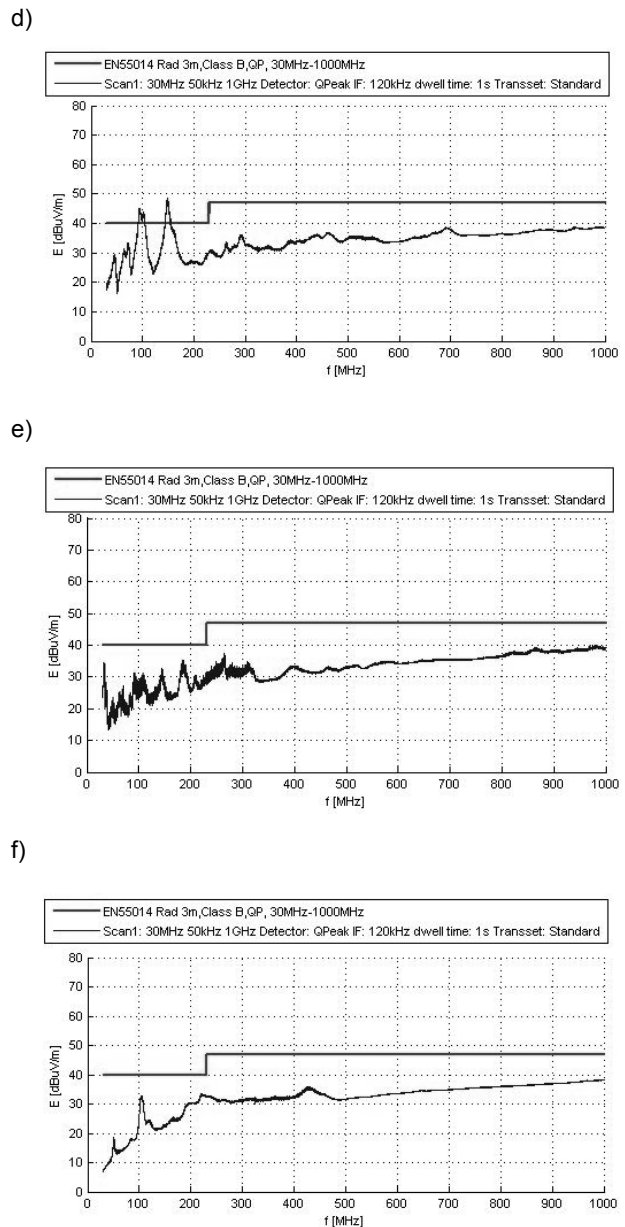 d)
EN55014 Rad 3m,Class B,QP, 30MHz-1000MHz
Scan1: 30MHz 50kHz 1GHz Detector: QPeak IF: 120kHz dwell time: 1s Transset: Standard
80
70
60
50
40
30
20
10
0
E [dBuV/m]
0 100 200 300 400 500 600 700 800 900 1000
f [MHz]
e)
EN55014 Rad 3m,Class B,QP, 30MHz-1000MHz
Scan1: 30MHz 50kHz 1GHz Detector: QPeak IF: 120kHz dwell time: 1s Transset: Standard
80
70
60
50
40
30
20
10
0
E [dBuV/m]
0 100 200 300 400 500 600 700 800 900 1000
f [MHz]
f)
EN55014 Rad 3m,Class B,QP, 30MHz-1000MHz
Scan1: 30MHz 50kHz 1GHz Detector: QPeak IF: 120kHz dwell time: 1s Transset: Standard
80
70
60
50
40
30
20
10
0
E [dBuV/m]
0 100 200 300 400 500 600 700 800 900 1000
f [MHz]